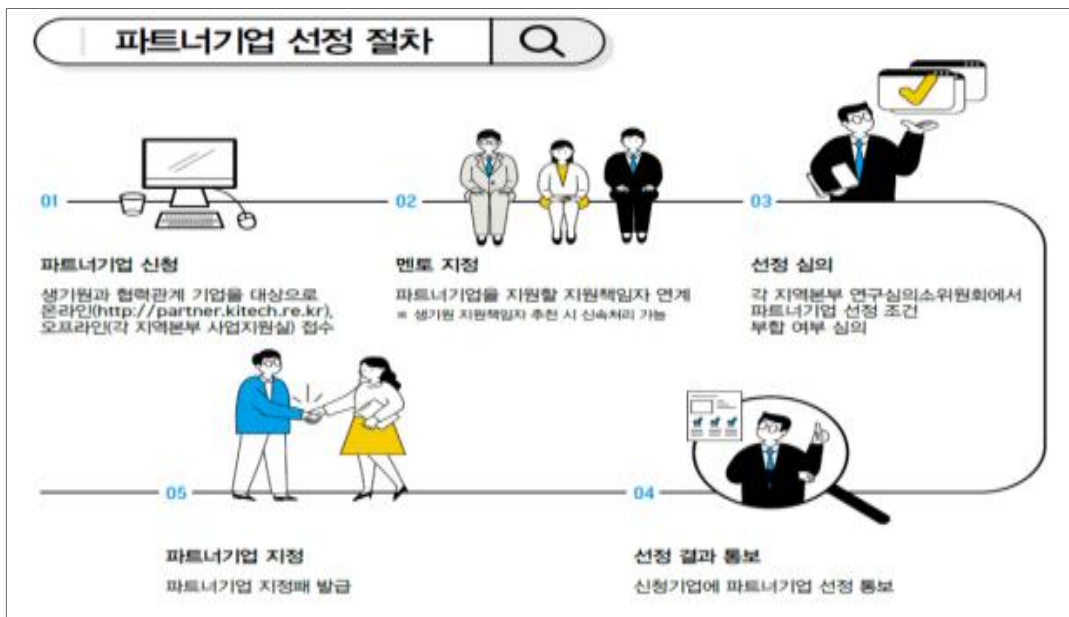 파트너기업 선정 절차
01
02
03
파트너기업 신청
생기원과 협력관계 기업을 대상으로
온라인(http://partner.kitech.re.kr),
오프라인(각 지역본부 사업지원실) 접수
멘토 지정
파트너기업을 지원할 지원책임자 연계
※ 생기원 지원책임자 추천 시 신속처리 가능
선정 심의
각 지역본부 연구심의소위원회에서
파트너기업 선정 조건
부합 여부 심의
04
선정 결과 통보
신청기업에 파트너기업 선정 통보
05
파트너기업 지정
파트너기업 지정패 발급